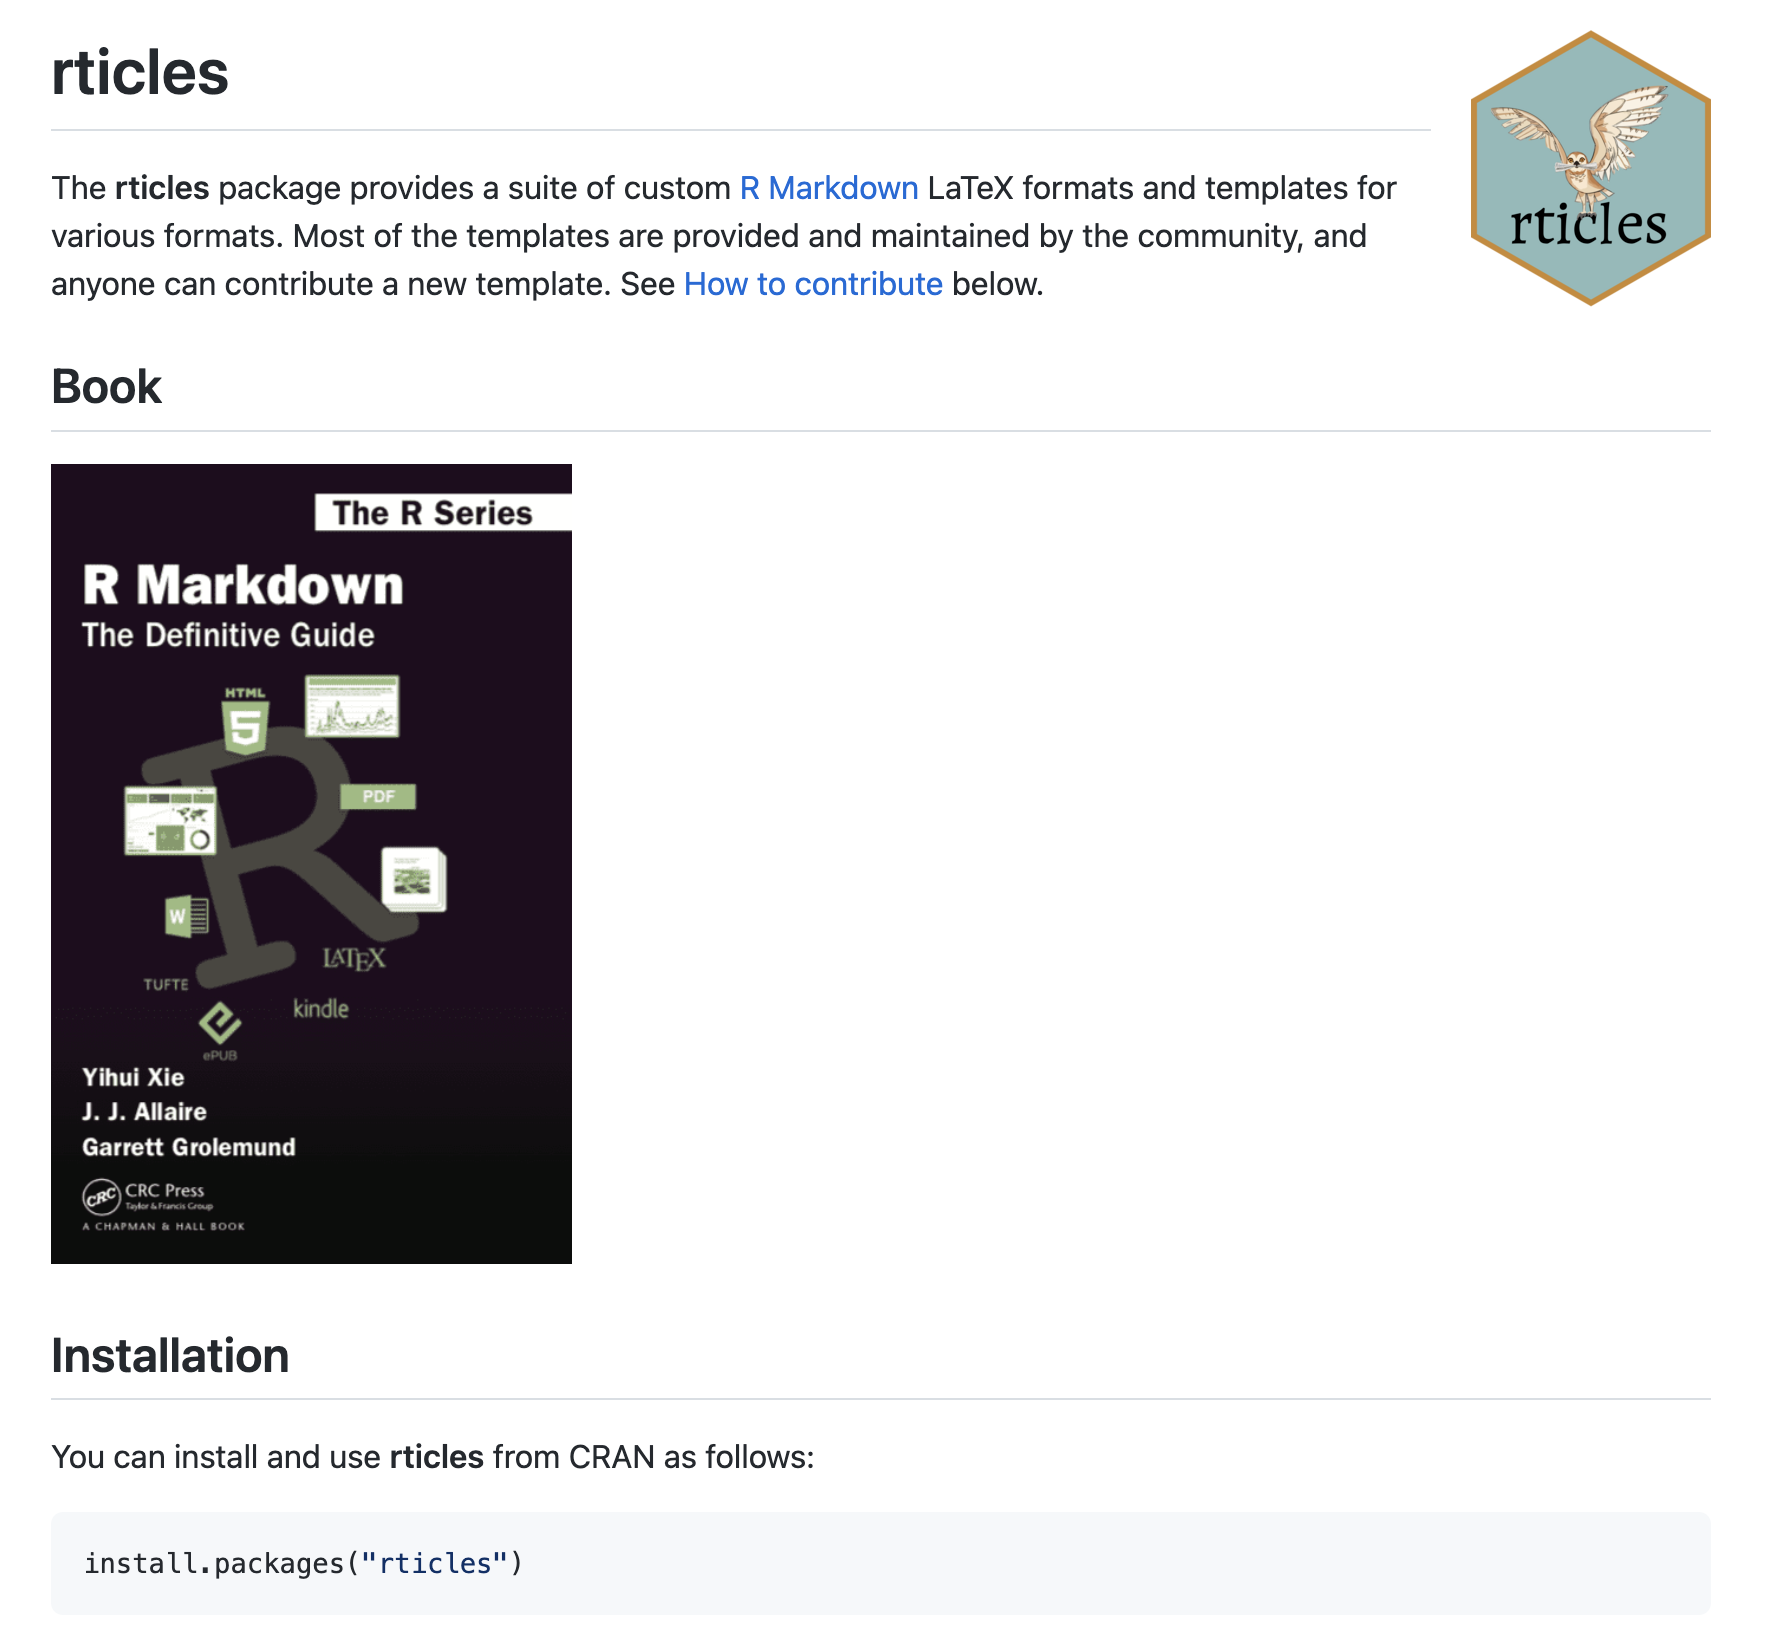 rticles
rticles
The rticles package provides a suite of custom R Markdown LaTeX formats and templates for
various formats. Most of the templates are provided and maintained by the community, and
anyone can contribute a new template. See How to contribute below.
Book
The R Series
R Markdown
The Definitive Guide
HTML
5
PDF
W
LATEX
TUFTE
kindle
e
ePUB
Yihui Xie
J. J. Allaire
Garrett Grolemund
CRC CRC Press
Taylor & Francis Group
A CHAPMAN & HALL BOOK
Installation
You can install and use rticles from CRAN as follows:
install.packages("rticles")